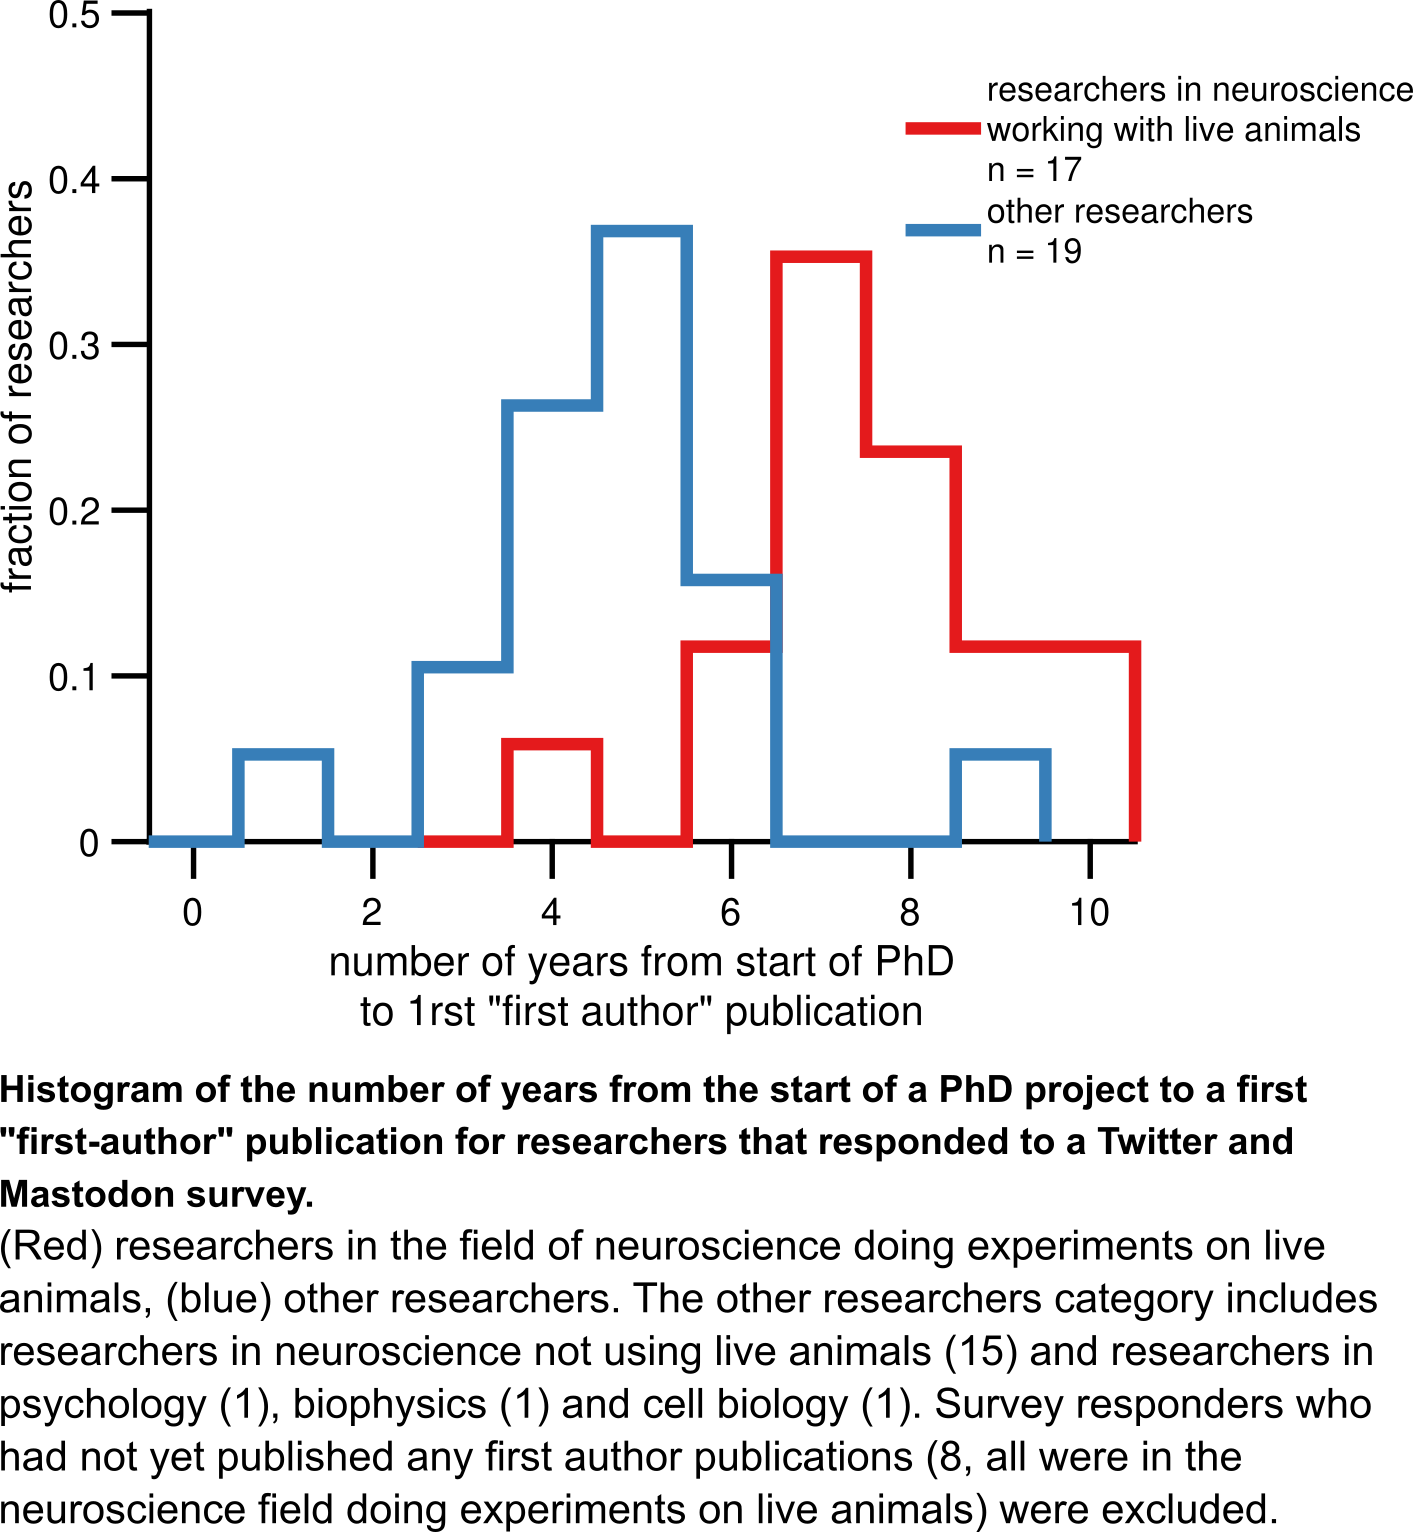 0.5
0.4
0.3
0.2
0.1
0
fraction of researchers
researchers in neuroscience
working with live animals
n = 17
other researchers
n = 19
0 2 4 6 8 10
number of years from start of PhD
to 1rst "first author" publication
Histogram of the number of years from the start of a PhD project to a first
"first-author" publication for researchers that responded to a Twitter and
Mastodon survey.
(Red) researchers in the field of neuroscience doing experiments on live
animals, (blue) other researchers. The other researchers category includes
researchers in neuroscience not using live animals (15) and researchers in
psychology (1), biophysics (1) and cell biology (1). Survey responders who
had not yet published any first author publications (8, all were in the
neuroscience field doing experiments on live animals) were excluded.